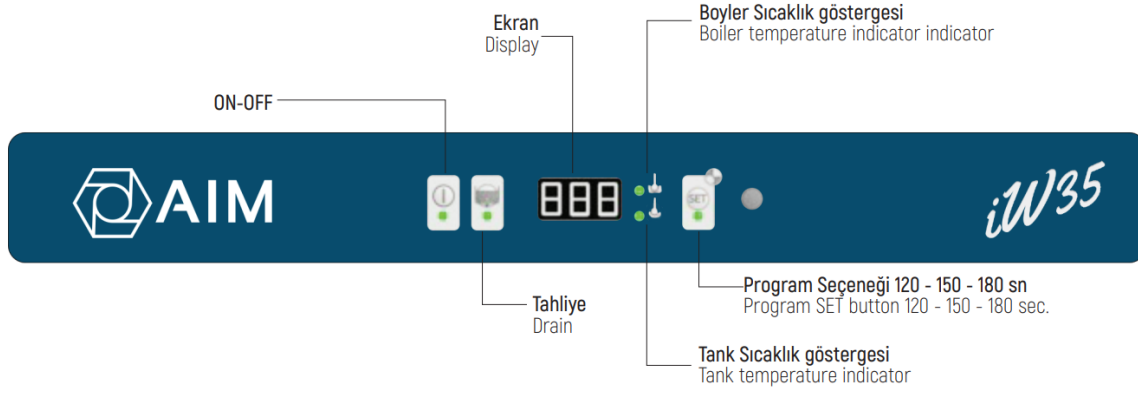 Boyler Sıcaklık göstergesi
Boiler temperature indicator indicator
Ekran
Display
ON-OFF
AIM
888
SET
iW35
Program Seçeneği 120 - 150 - 180 sn
Program SET button 120 - 150 - 180 sec.
Tahliye
Drain
Tank Sıcaklık göstergesi
Tank temperature indicator